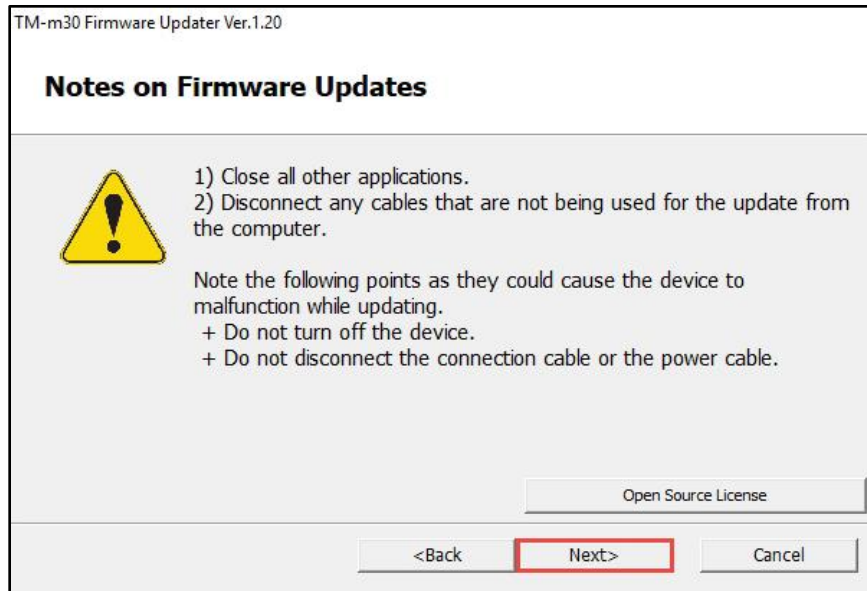 TM-m30 Firmware Updater Ver.1.20
Notes on Firmware Updates
1) Close all other applications.
2) Disconnect any cables that are not being used for the update from
the computer.
Note the following points as they could cause the device to
malfunction while updating.
+ Do not turn off the device.
+ Do not disconnect the connection cable or the power cable.
Open Source License
<Back
Next>
Cancel